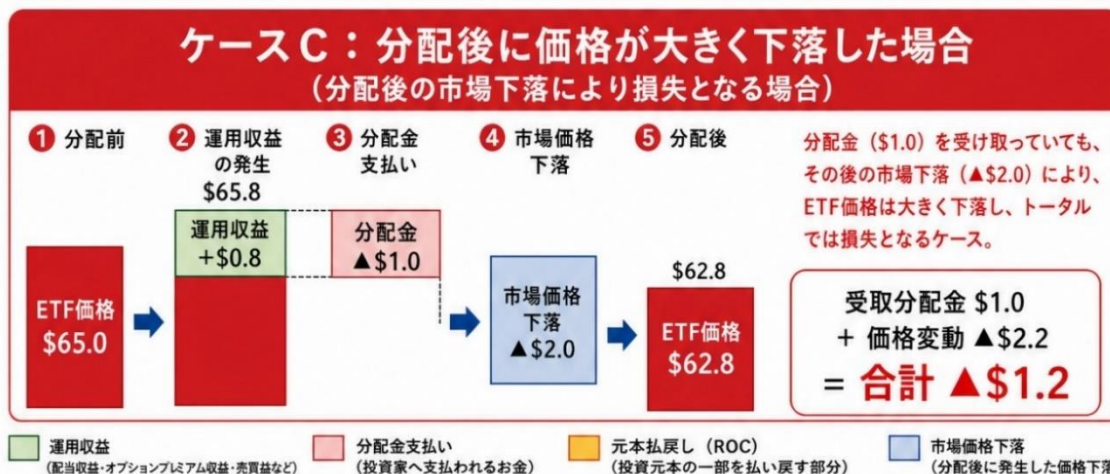 ケースC：分配後に価格が大きく下落した場合
（分配後の市場下落により損失となる場合）
1 分配前
2 運用収益
の発生
$65.8
3 分配金
支払い
4 市場価格
下落
5 分配後
運用収益
+$0.8
分配金
▲$1.0
ETF価格
$65.0
市場価格
下落
▲$2.0
$62.8
ETF価格
$62.8
分配金（$1.0）を受け取っていても、
その後の市場下落（▲$2.0）により、
ETF価格は大きく下落し、トータル
では損失となるケース。
受取分配金 $1.0
+ 価格変動 ▲$2.2
= 合計 ▲$1.2
運用収益
（配当収益・オプションプレミアム収益・売買益など）
分配金支払い
（投資家へ支払われるお金）
元本払戻し（ROC）
（投資元本の一部を払い戻す部分）
市場価格下落
（分配後に発生した価格下落